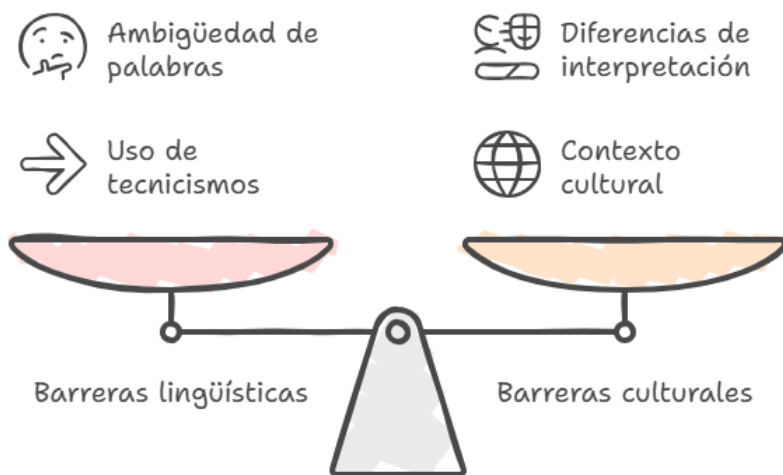 Ambigüedad de
palabras
Diferencias de
interpretación
Uso de
tecnicismos
Contexto
cultural
Barreras lingüísticas
Barreras culturales